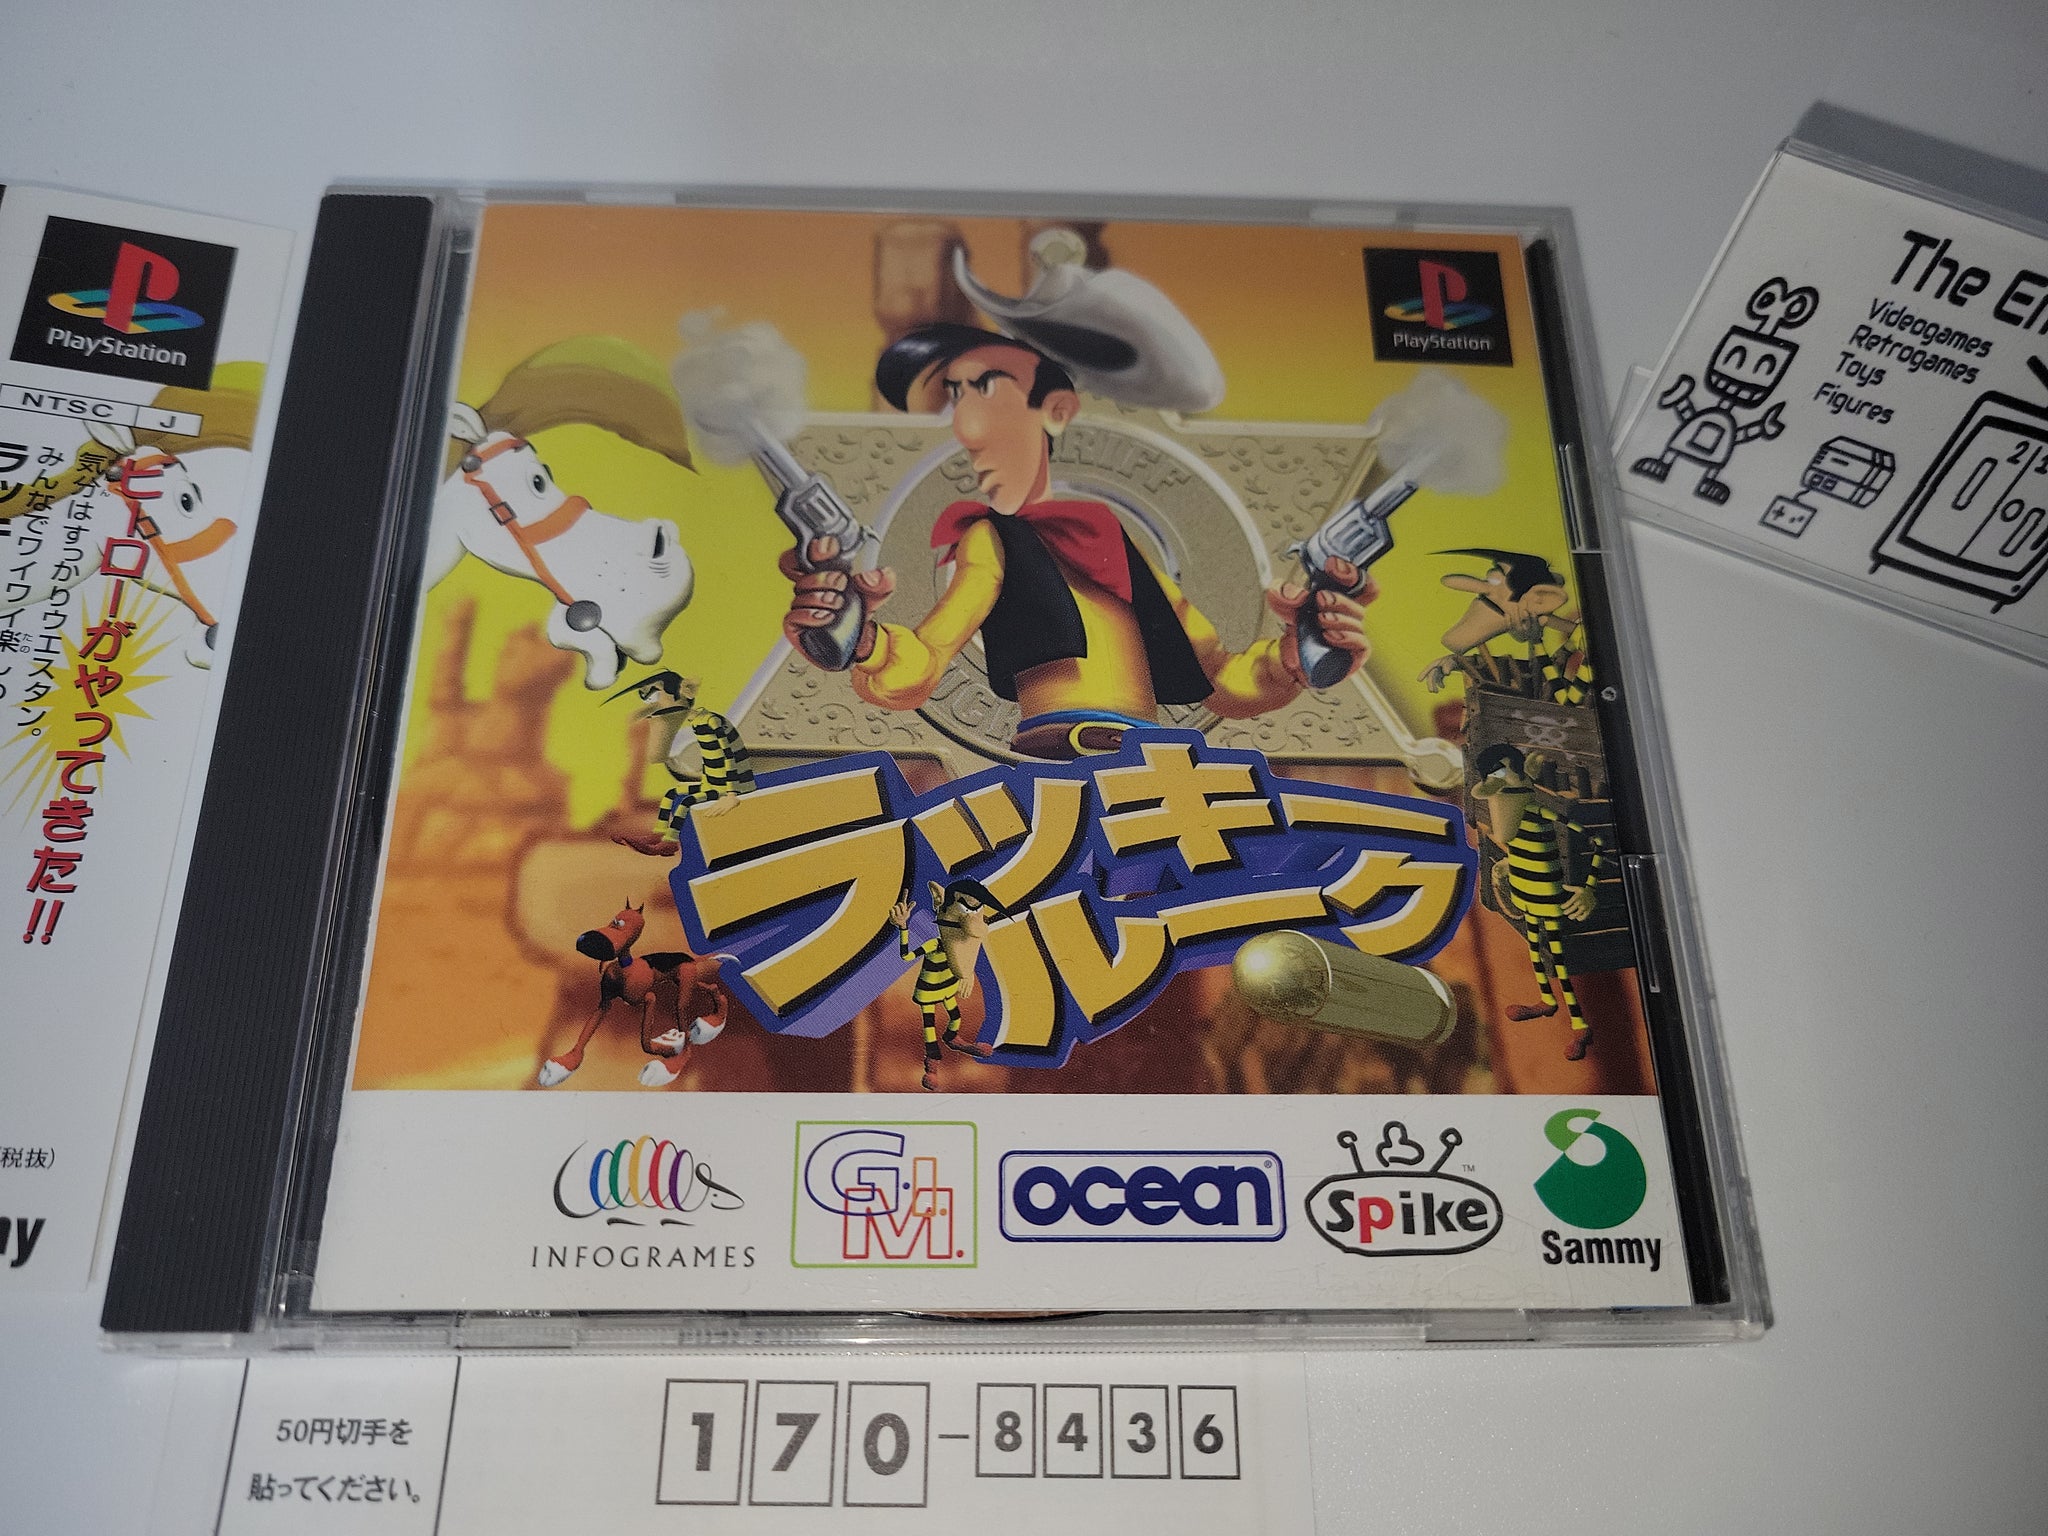 PlayStation
NTSC J
ヒーローがやってきた!!
気分はすっかりウエスタン。
みんなでワイワイ楽しめ
(税抜)
PlayStation
SHERIFF
ラッキー
ルーク
INFOGRAMES
G.I.M.
ocean®
Spike™
Sammy
The En
Videogames
Retrogames
Toys
Figures
50円切手を
貼ってください。
170-8436